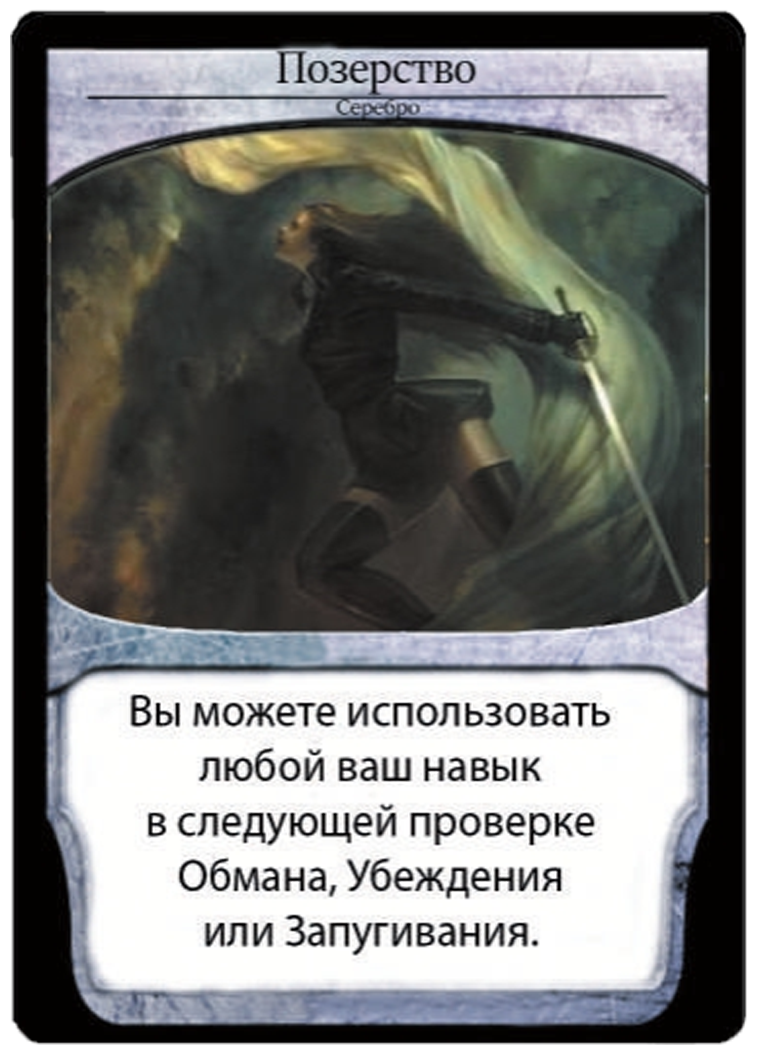 Позерство
Серебро
Вы можете использовать
любой ваш навык
в следующей проверке
Обмана, Убеждения
или Запугивания.